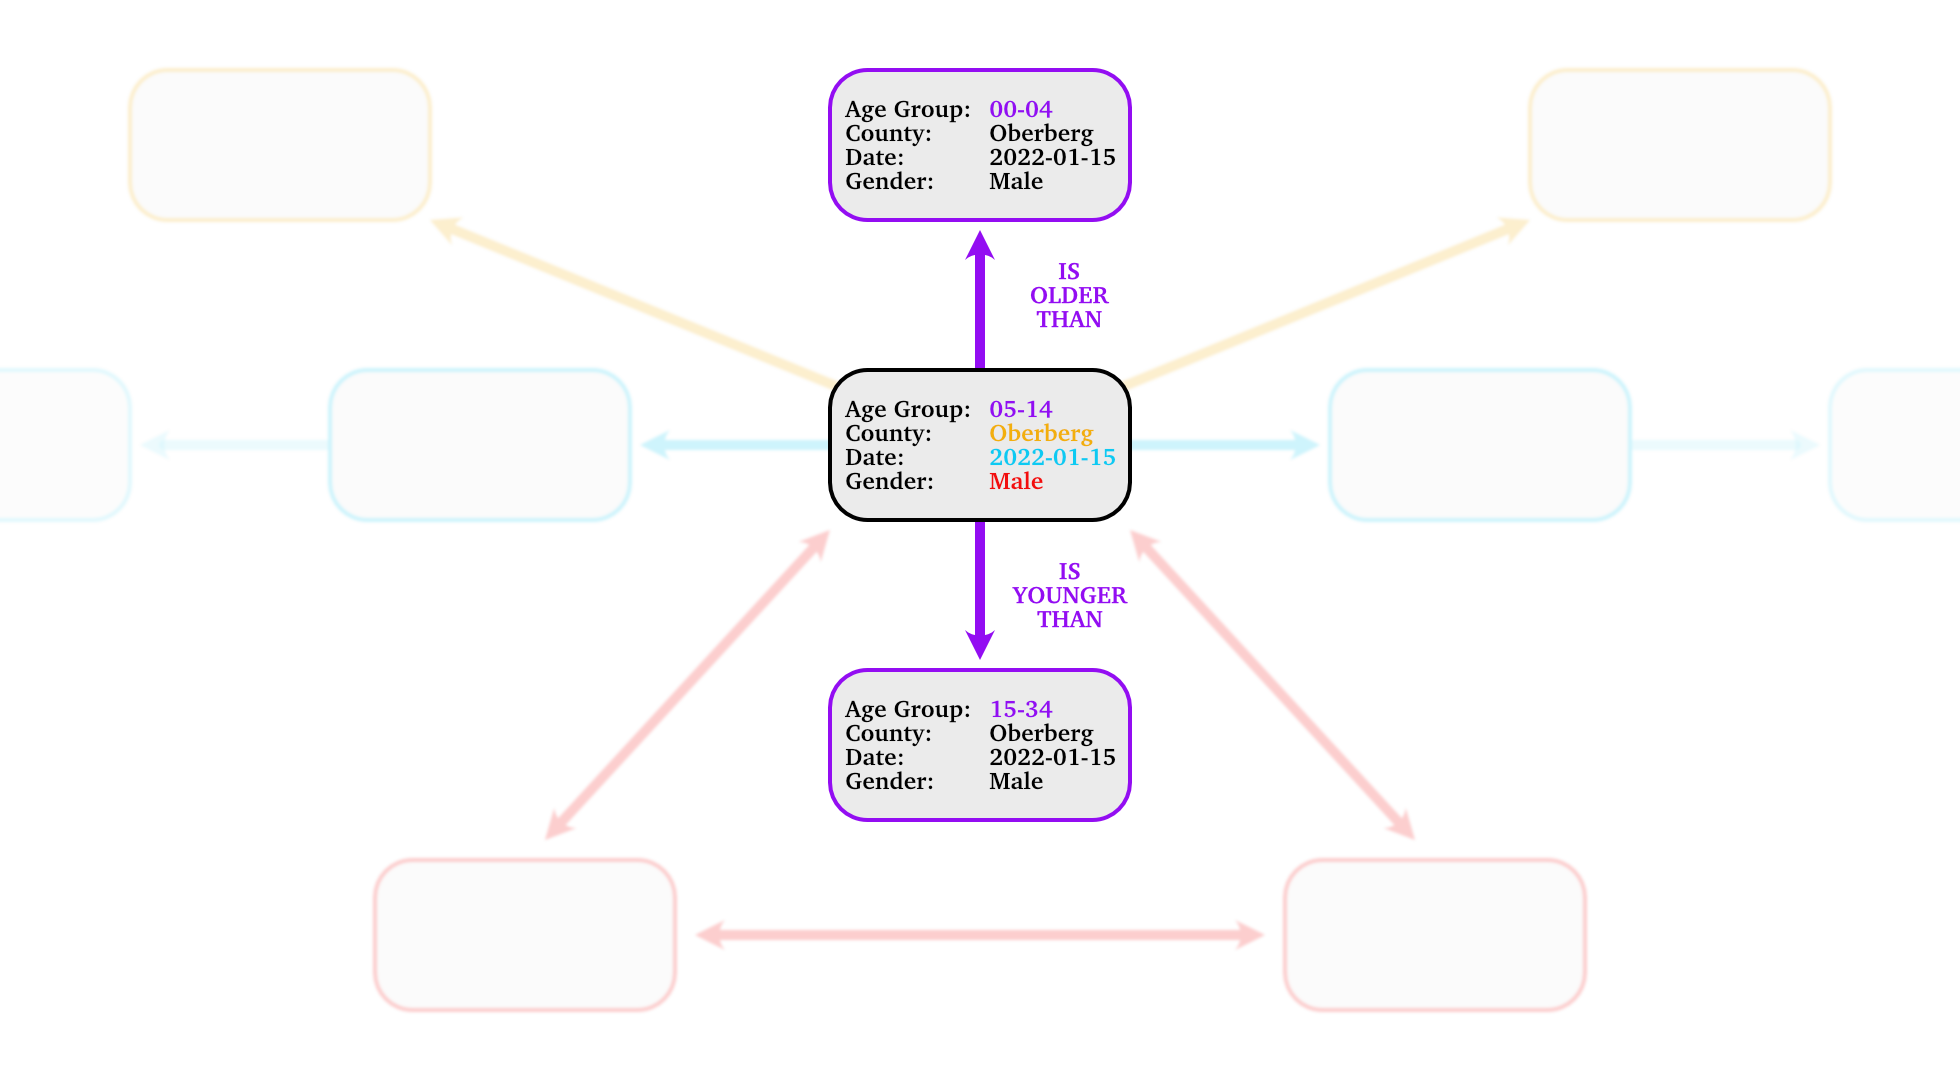 Age Group: 00-04
County: Oberberg
Date: 2022-01-15
Gender: Male
IS
OLDER
THAN
Age Group: 05-14
County: Oberberg
Date: 2022-01-15
Gender: Male
IS
YOUNGER
THAN
Age Group: 15-34
County: Oberberg
Date: 2022-01-15
Gender: Male